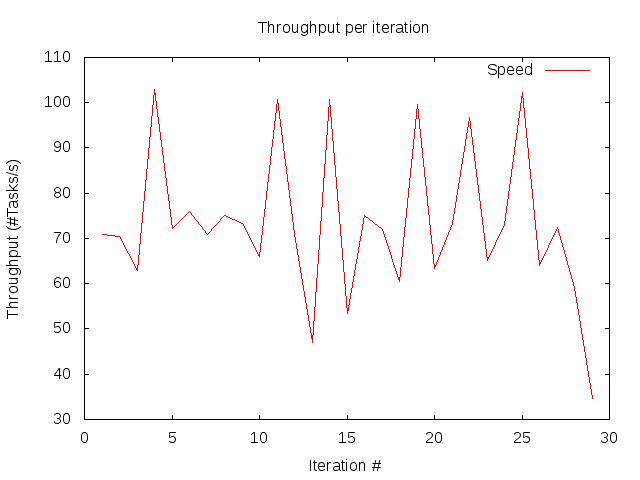 Throughput per iteration
Speed
Throughput (#Tasks/s)
110
100
90
80
70
60
50
40
30
0 5 10 15 20 25 30
Iteration #